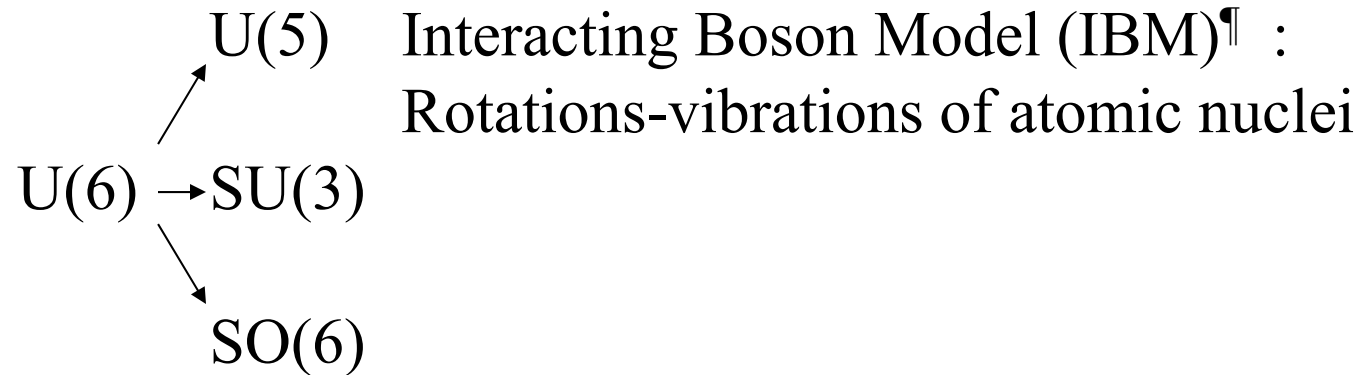 U(5) Interacting Boson Model (IBM)¶ :
Rotations-vibrations of atomic nuclei
U(6) → SU(3)
SO(6)